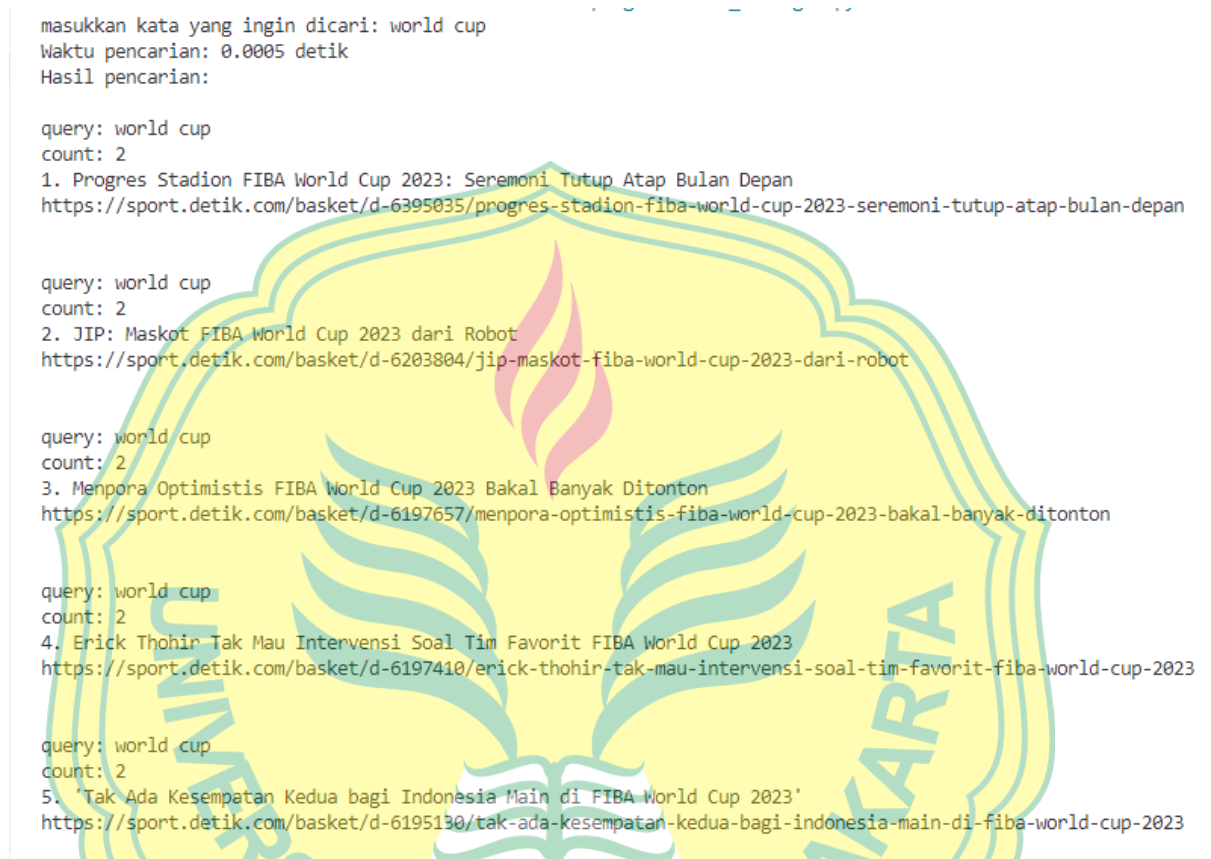 masukkan kata yang ingin dicari: world cup
Waktu pencarian: 0.0005 detik
Hasil pencarian:
query: world cup
count: 2
1. Progres Stadion FIBA World Cup 2023: Seremoni Tutup Atap Bulan Depan
https://sport.detik.com/basket/d-6395035/progres-stadion-fiba-world-cup-2023-seremoni-tutup-atap-bulan-depan
query: world cup
count: 2
2. JIP: Maskot FIBA World Cup 2023 dari Robot
https://sport.detik.com/basket/d-6203804/jip-maskot-fiba-world-cup-2023-dari-robot
query: world cup
count: 2
3. Menpora Optimistis FIBA World Cup 2023 Bakal Banyak Ditonton
https://sport.detik.com/basket/d-6197657/menpora-optimistis-fiba-world-cup-2023-bakal-banyak-ditonton
query: world cup
count: 2
4. Erick Thohir Tak Mau Intervensi Soal Tim Favorit FIBA World Cup 2023
https://sport.detik.com/basket/d-6197410/erick-thohir-tak-mau-intervensi-soal-tim-favorit-fiba-world-cup-2023
query: world cup
count: 2
5. 'Tak Ada Kesempatan Kedua bagi Indonesia Main di FIBA World Cup 2023'
https://sport.detik.com/basket/d-6195130/tak-ada-kesempatan-kedua-bagi-indonesia-main-di-fiba-world-cup-2023